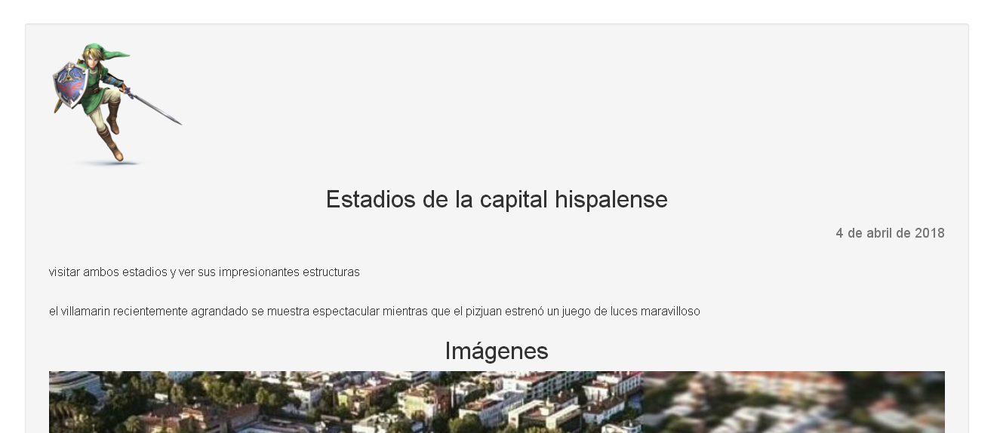 Estadios de la capital hispalense
4 de abril de 2018
visitar ambos estadios y ver sus impresionantes estructuras
el villamarin recientemente agrandado se muestra espectacular mientras que el pizjuan estrenó un juego de luces maravilloso
Imágenes